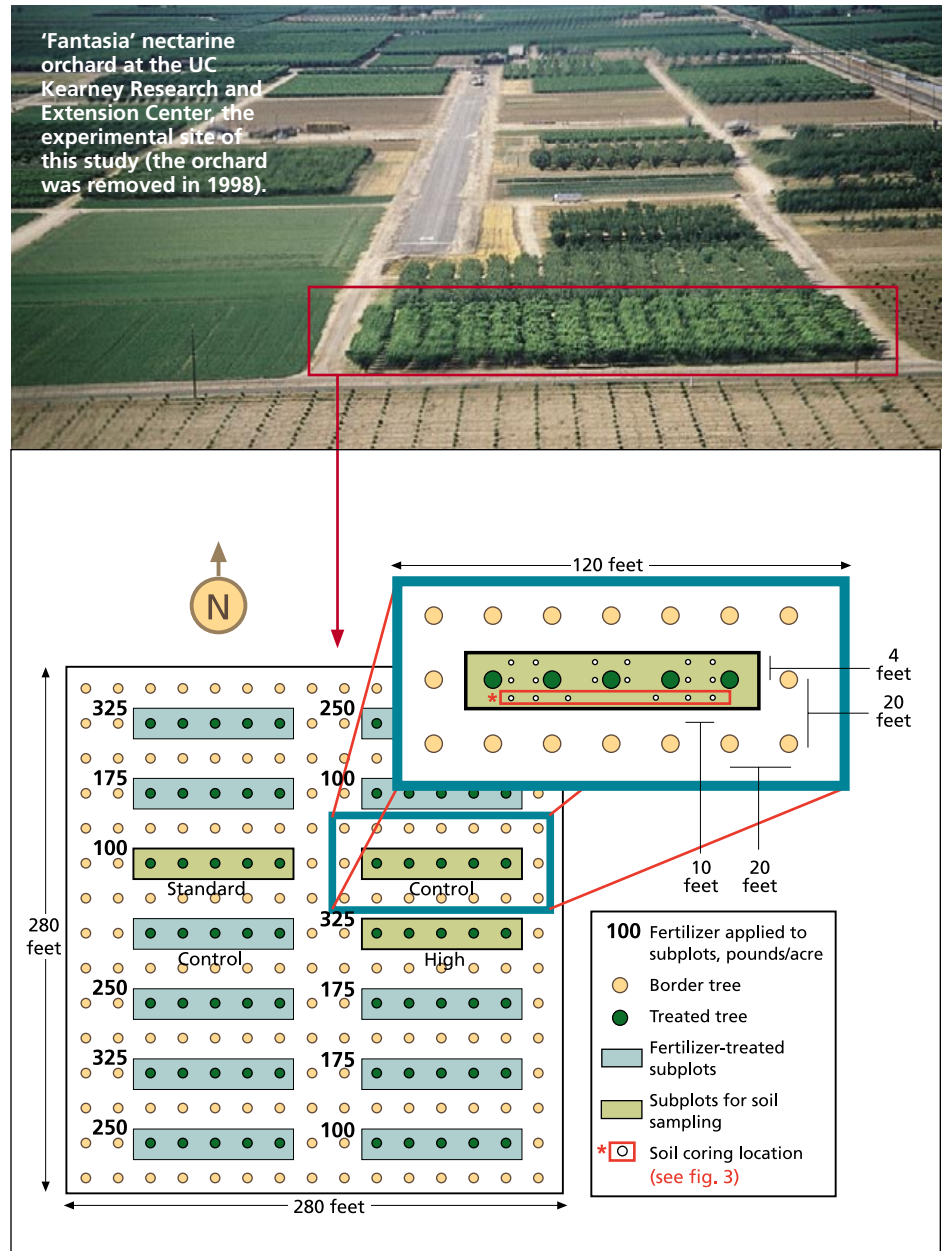 ‘Fantasia’ nectarine
orchard at the UC
Kearney Research and
Extension Center, the
experimental site of
this study (the orchard
was removed in 1998).
N
120 feet
4
feet
20
feet
10
feet
20
feet
280
feet
325
250
175
100
100
Standard
Control
325
Control
High
250
175
325
175
250
100
280 feet
100 Fertilizer applied to
subplots, pounds/acre
Border tree
Treated tree
Fertilizer-treated
subplots
Subplots for soil
sampling
* Soil coring location
(see fig. 3)
*